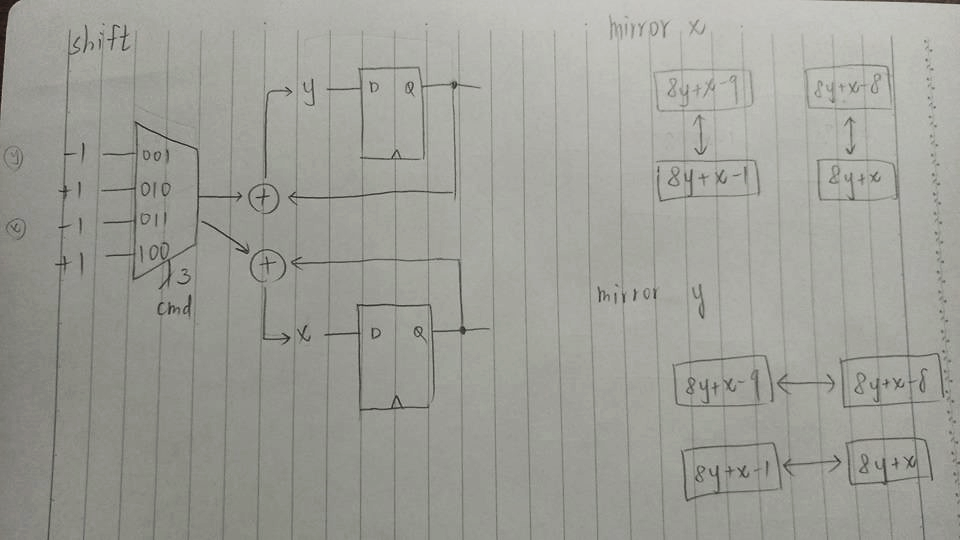 shift
y -1 001
+1 010
x -1 011
+1 100
3
cmd
y D Q
+
+
x D Q
mirror x
8y+x-9 8y+x-8
8y+x-1 8y+x
mirror y
8y+x-9 8y+x-8
8y+x-1 8y+x